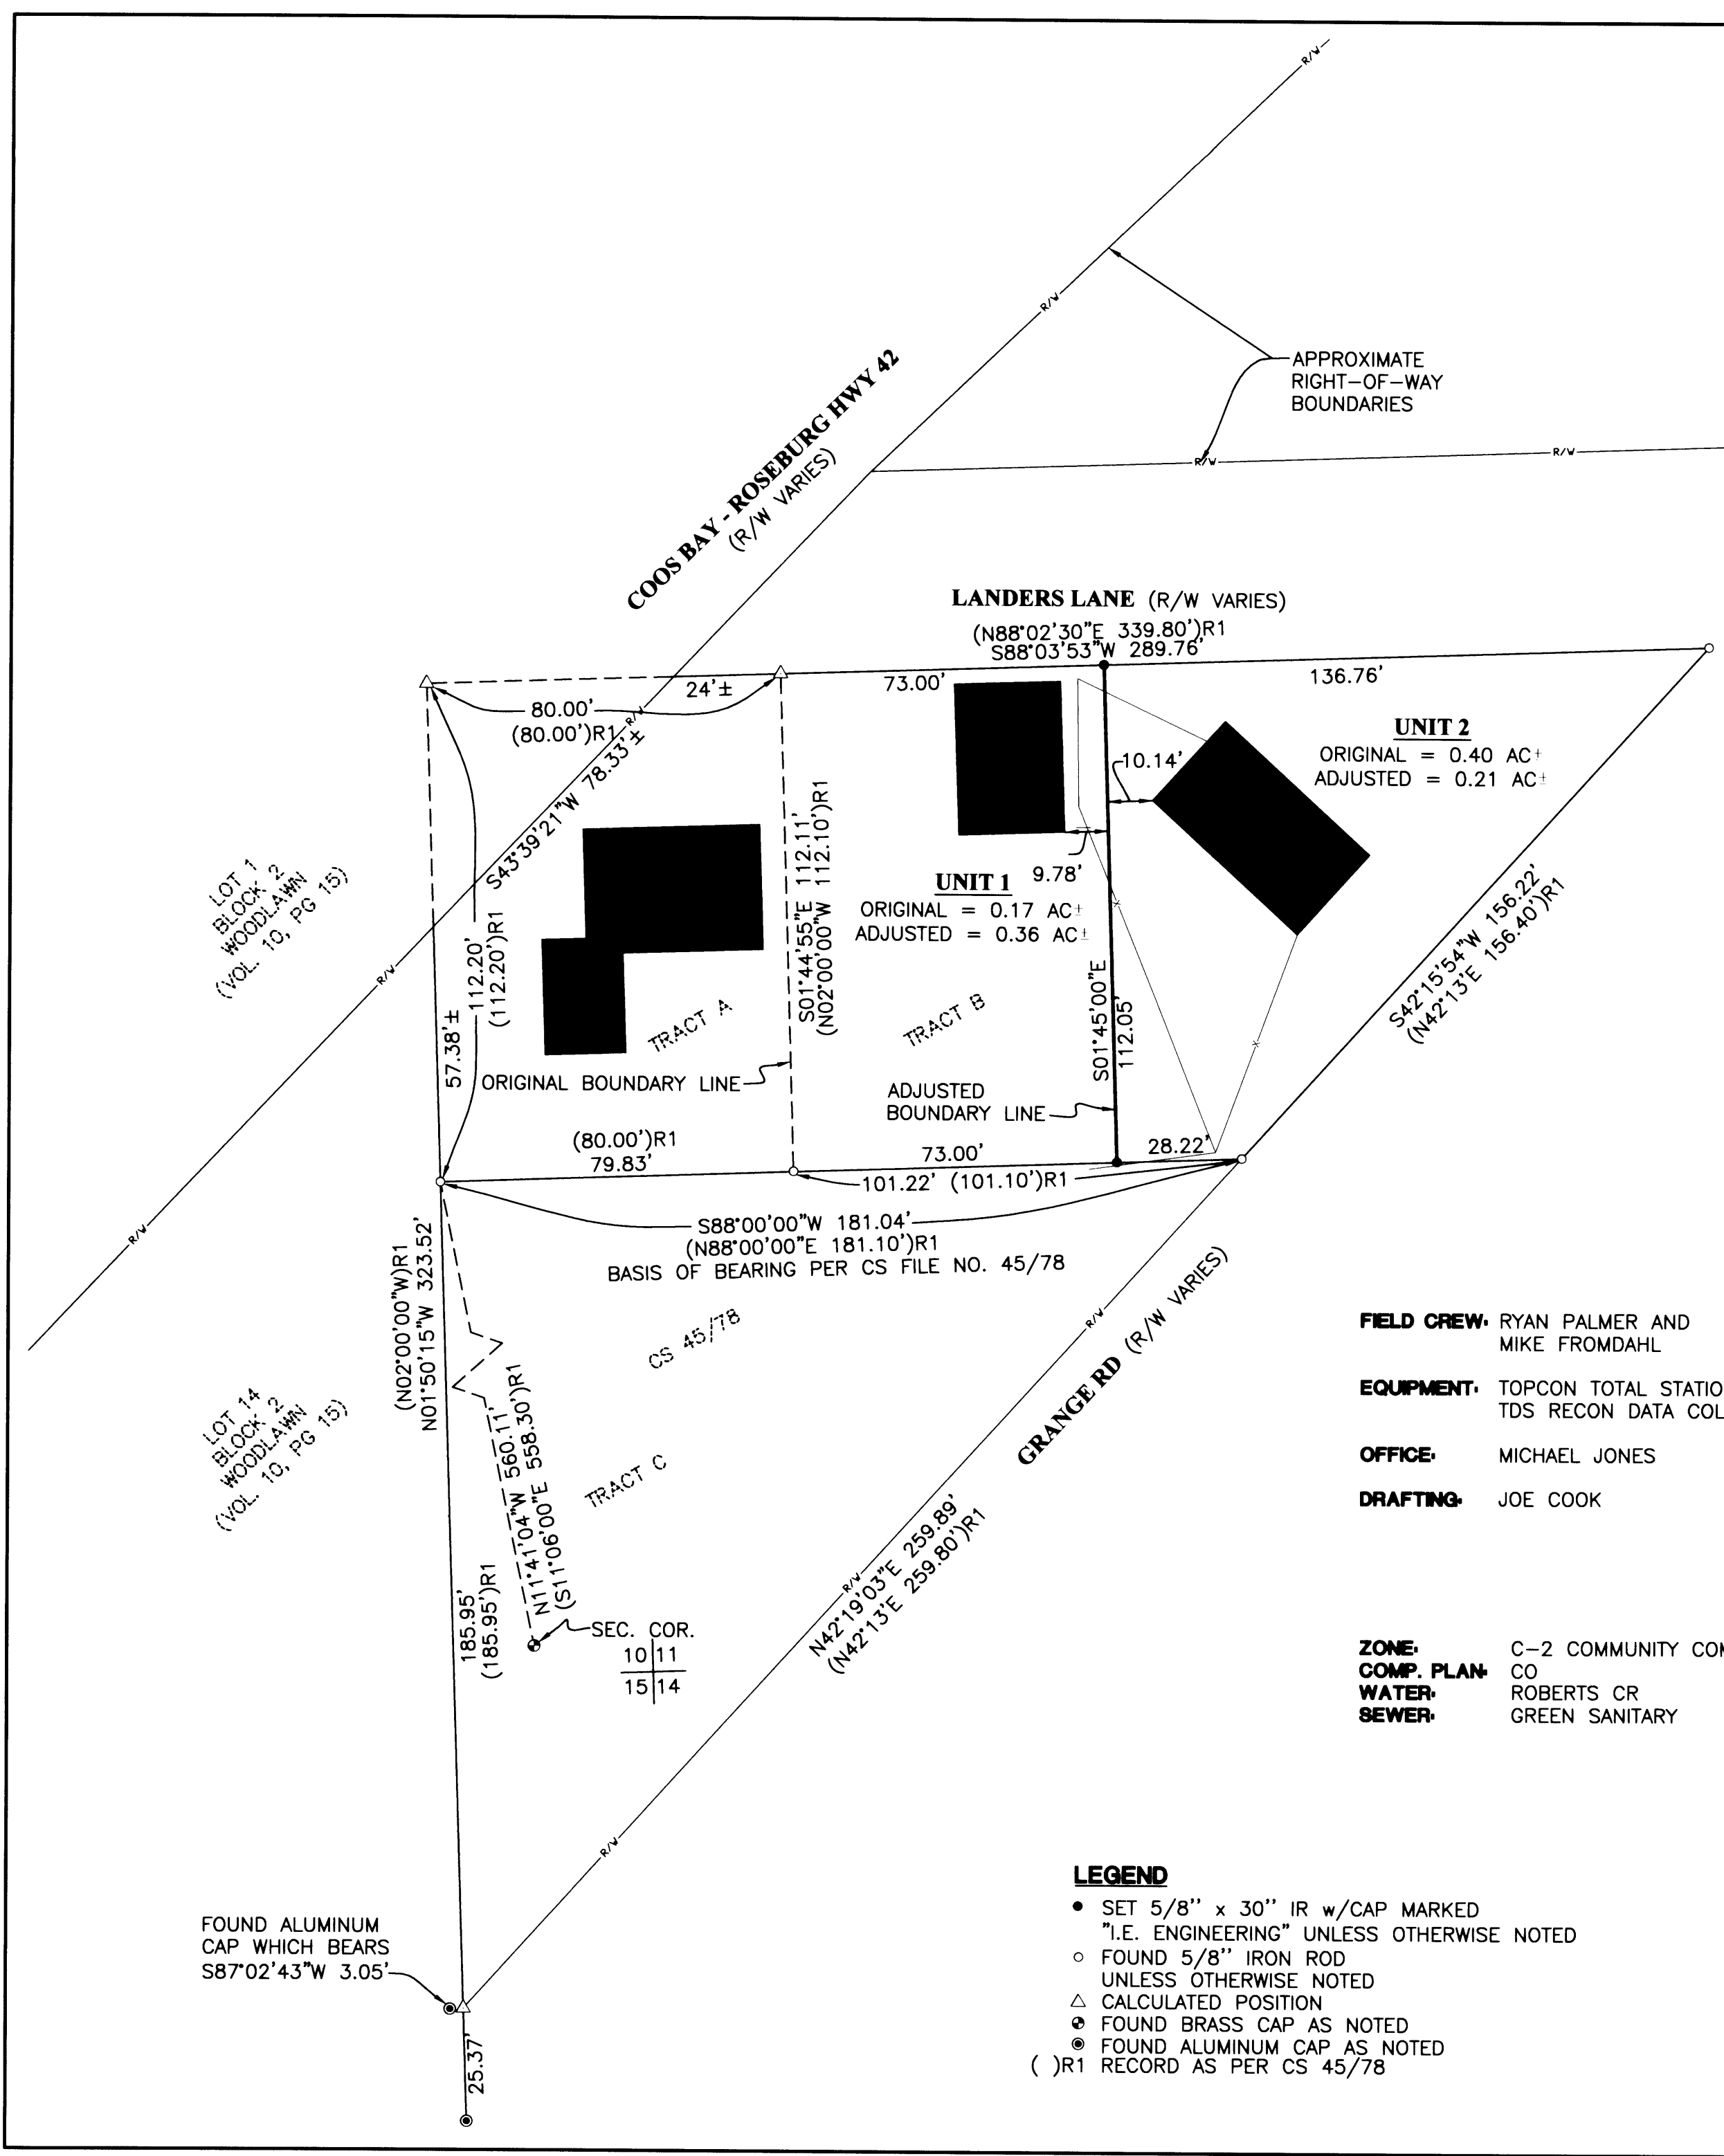 R/W
R/W
APPROXIMATE
RIGHT-OF-WAY
BOUNDARIES
COOS BAY - ROSEBURG HWY 42
(R/W VARIES)
R/W
R/W
LANDERS LANE (R/W VARIES)
(N88°02'30"E 339.80')R1
S88°03'53"W 289.76'
24'±
73.00'
136.76'
80.00'
(80.00')R1
R/W
S43°39'21"W 78.33'±
UNIT 2
ORIGINAL = 0.40 AC±
ADJUSTED = 0.21 AC±
10.14'
9.78'
S01°44'55"E 112.11'
(N02°00'00"W 112.10')R1
UNIT 1
ORIGINAL = 0.17 AC±
ADJUSTED = 0.36 AC±
LOT 1
BLOCK 2
WOODLAWN
(VOL. 10, PG 15)
R/W
112.20'
(112.20')R1
57.38'±
TRACT A
TRACT B
S01°45'00"E
112.05'
S42°15'54"W 156.22'
(N42°13'E 156.40')R1
ORIGINAL BOUNDARY LINE
ADJUSTED
BOUNDARY LINE
(80.00')R1
79.83'
73.00'
28.22'
101.22' (101.10')R1
S88°00'00"W 181.04'
(N88°00'00"E 181.10')R1
BASIS OF BEARING PER CS FILE NO. 45/78
R/W
(N02°00'00"W)R1
N01°50'15"W 323.52'
CS 45/78
R/W
GRANGE RD (R/W VARIES)
FIELD CREW: RYAN PALMER AND
MIKE FROMDAHL
EQUIPMENT: TOPCON TOTAL STATIO
TDS RECON DATA COL
OFFICE: MICHAEL JONES
DRAFTING: JOE COOK
LOT 14
BLOCK 2
WOODLAWN
(VOL. 10, PG 15)
N11°41'04"W 560.11'
(S11°06'00"E 558.30')R1
TRACT C
R/W
N42°19'03"E 259.89'
(N42°13'E 259.80')R1
185.95'
(185.95')R1
SEC. COR.
10 11
15 14
ZONE: C-2 COMMUNITY COM
COMP. PLAN: CO
WATER: ROBERTS CR
SEWER: GREEN SANITARY
R/W
FOUND ALUMINUM
CAP WHICH BEARS
S87°02'43"W 3.05'
25.37'
LEGEND
SET 5/8'' x 30'' IR w/CAP MARKED
"I.E. ENGINEERING" UNLESS OTHERWISE NOTED
FOUND 5/8'' IRON ROD
UNLESS OTHERWISE NOTED
CALCULATED POSITION
FOUND BRASS CAP AS NOTED
FOUND ALUMINUM CAP AS NOTED
( )R1 RECORD AS PER CS 45/78